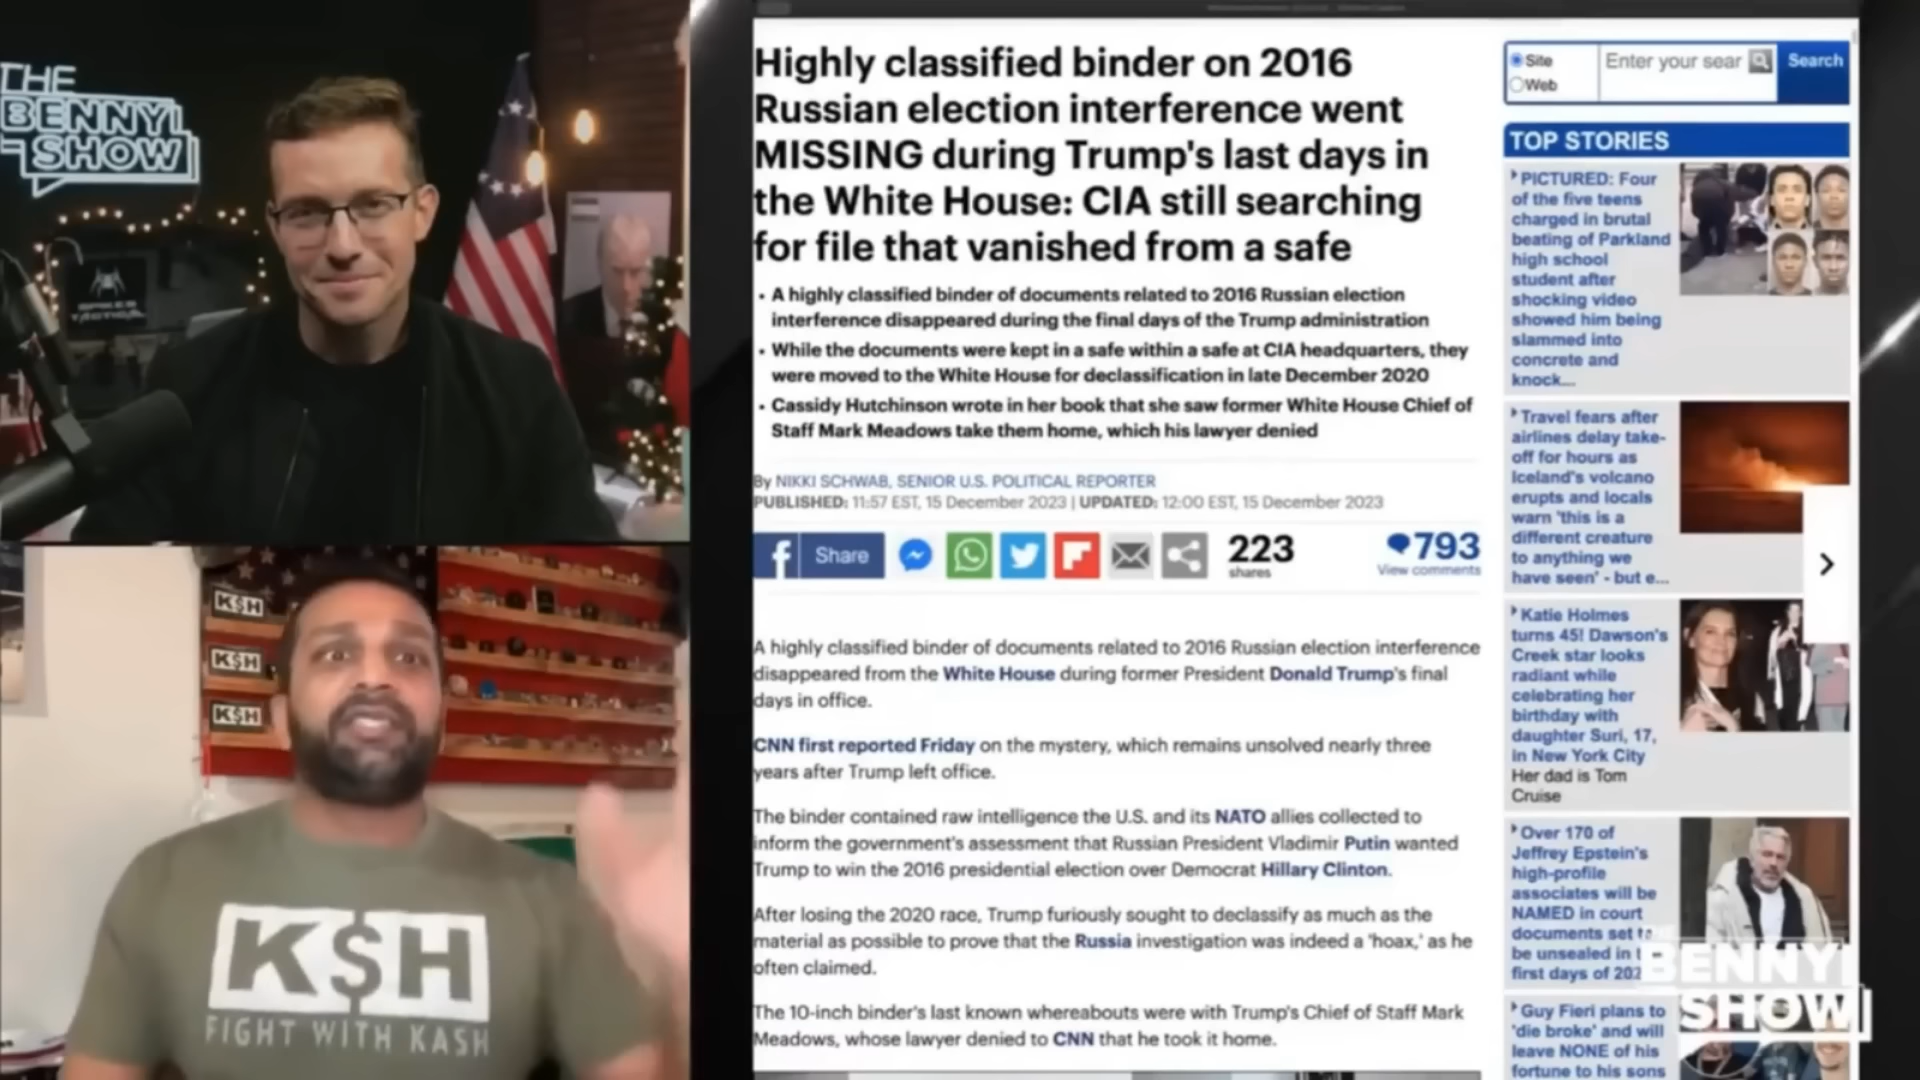 THE
BENNY
SHOW
K$H
K$H
K$H
K$H
FIGHT WITH KASH
Highly classified binder on 2016
Russian election interference went
MISSING during Trump's last days in
the White House: CIA still searching
for file that vanished from a safe
• A highly classified binder of documents related to 2016 Russian election
interference disappeared during the final days of the Trump administration
• While the documents were kept in a safe within a safe at CIA headquarters, they
were moved to the White House for declassification in late December 2020
• Cassidy Hutchinson wrote in her book that she saw former White House Chief of
Staff Mark Meadows take them home, which his lawyer denied
By NIKKI SCHWAB, SENIOR U.S. POLITICAL REPORTER
PUBLISHED: 11:57 EST, 15 December 2023 | UPDATED: 12:00 EST, 15 December 2023
Share
223
shares
793
View comments
A highly classified binder of documents related to 2016 Russian election interference
disappeared from the White House during former President Donald Trump's final
days in office.
CNN first reported Friday on the mystery, which remains unsolved nearly three
years after Trump left office.
The binder contained raw intelligence the U.S. and its NATO allies collected to
inform the government's assessment that Russian President Vladimir Putin wanted
Trump to win the 2016 presidential election over Democrat Hillary Clinton.
After losing the 2020 race, Trump furiously sought to declassify as much as the
material as possible to prove that the Russia investigation was indeed a 'hoax,' as he
often claimed.
The 10-inch binder's last known whereabouts were with Trump's Chief of Staff Mark
Meadows, whose lawyer denied to CNN that he took it home.
Site
Web
Enter your sear
Search
TOP STORIES
PICTURED: Four
of the five teens
charged in brutal
beating of Parkland
high school
student after
shocking video
showed him being
slammed into
concrete and
knock...
Travel fears after
airlines delay take-
off for hours as
Iceland's volcano
erupts and locals
warn 'this is a
different creature
to anything we
have seen' - but e...
Katie Holmes
turns 45! Dawson's
Creek star looks
radiant while
celebrating her
birthday with
daughter Suri, 17,
in New York City
Her dad is Tom
Cruise
Over 170 of
Jeffrey Epstein's
high-profile
associates will be
NAMED in court
documents set
be unsealed in
first days of
Guy Fieri plans to
'die broke' and will
leave NONE of his
fortune to his sons
BENNY
SHOW